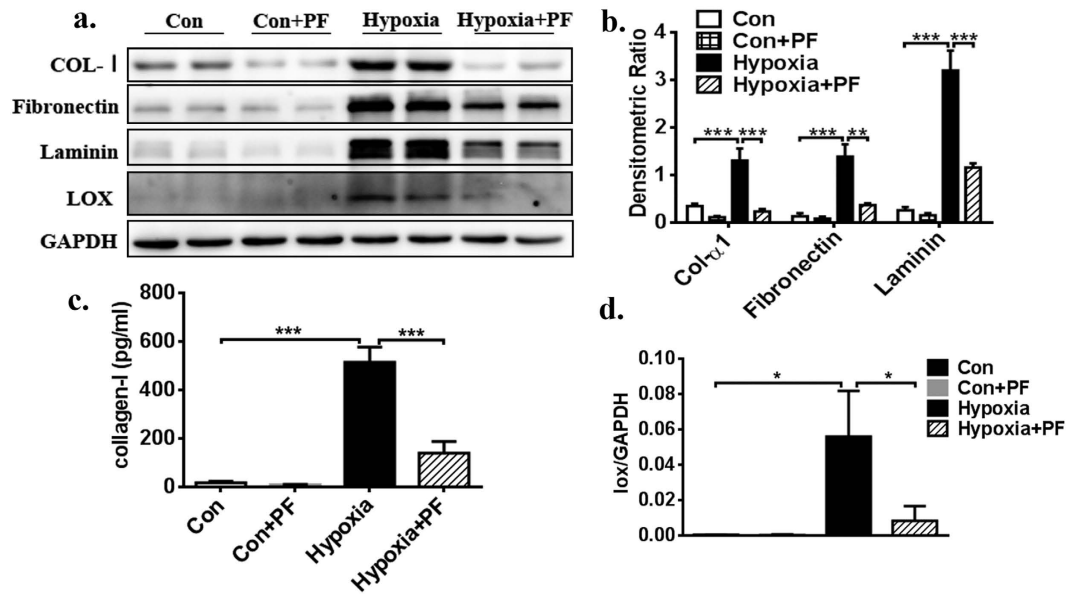 a.
Con Con+PF Hypoxia Hypoxia+PF
COL- I
Fibronectin
Laminin
LOX
GAPDH
b.
Con
Con+PF
Hypoxia
Hypoxia+PF
Densitometric Ratio
4
3
2
1
0
*** ***
*** **
*** ***
Col-α1
Fibronectin
Laminin
c.
collagen-I (pg/ml)
800
600
400
200
0
*** ***
Con
Con+PF
Hypoxia
Hypoxia+PF
d.
lox/GAPDH
0.10
0.08
0.06
0.04
0.02
0.00
* *
Con
Con+PF
Hypoxia
Hypoxia+PF